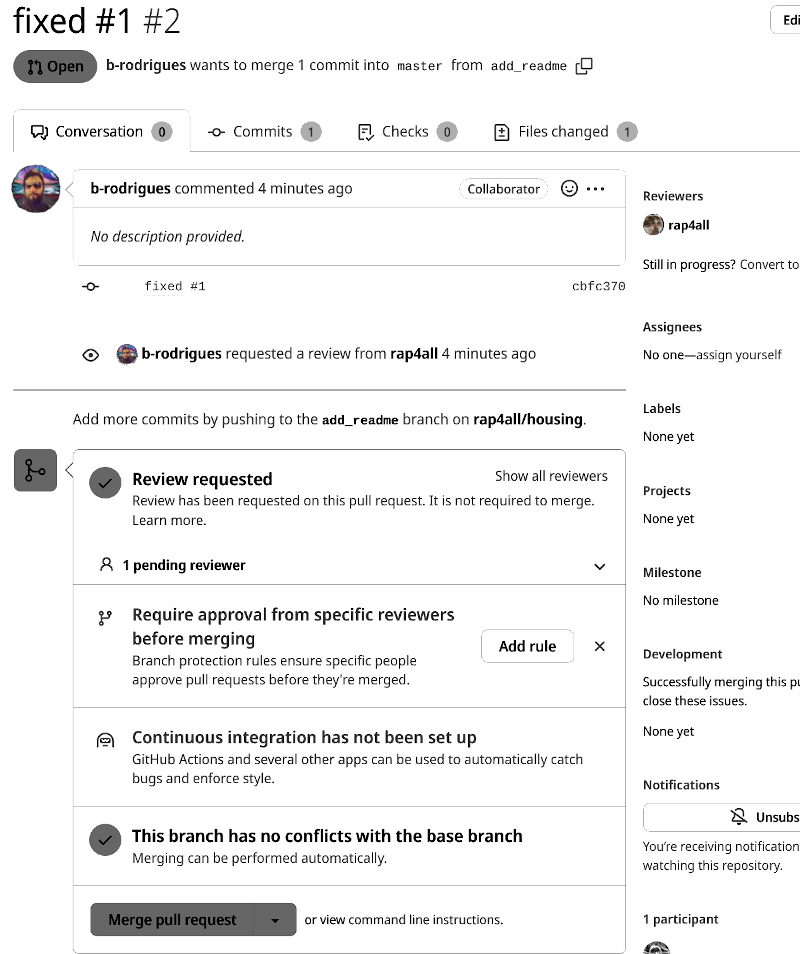 fixed #1 #2
Edi
Open b-rodrigues wants to merge 1 commit into master from add_readme
Conversation 0 Commits 1 Checks 0 Files changed 1
b-rodrigues commented 4 minutes ago Collaborator
No description provided.
fixed #1 cbfc370
b-rodrigues requested a review from rap4all 4 minutes ago
Add more commits by pushing to the add_readme branch on rap4all/housing.
Review requested Show all reviewers
Review has been requested on this pull request. It is not required to merge.
Learn more.
1 pending reviewer
Require approval from specific reviewers
before merging
Add rule
Branch protection rules ensure specific people
approve pull requests before they're merged.
Continuous integration has not been set up
GitHub Actions and several other apps can be used to automatically catch
bugs and enforce style.
This branch has no conflicts with the base branch
Merging can be performed automatically.
Merge pull request or view command line instructions.
Reviewers
rap4all
Still in progress? Convert to
Assignees
No one—assign yourself
Labels
None yet
Projects
None yet
Milestone
No milestone
Development
Successfully merging this pu
close these issues.
None yet
Notifications
Unsubs
You're receiving notification
watching this repository.
1 participant